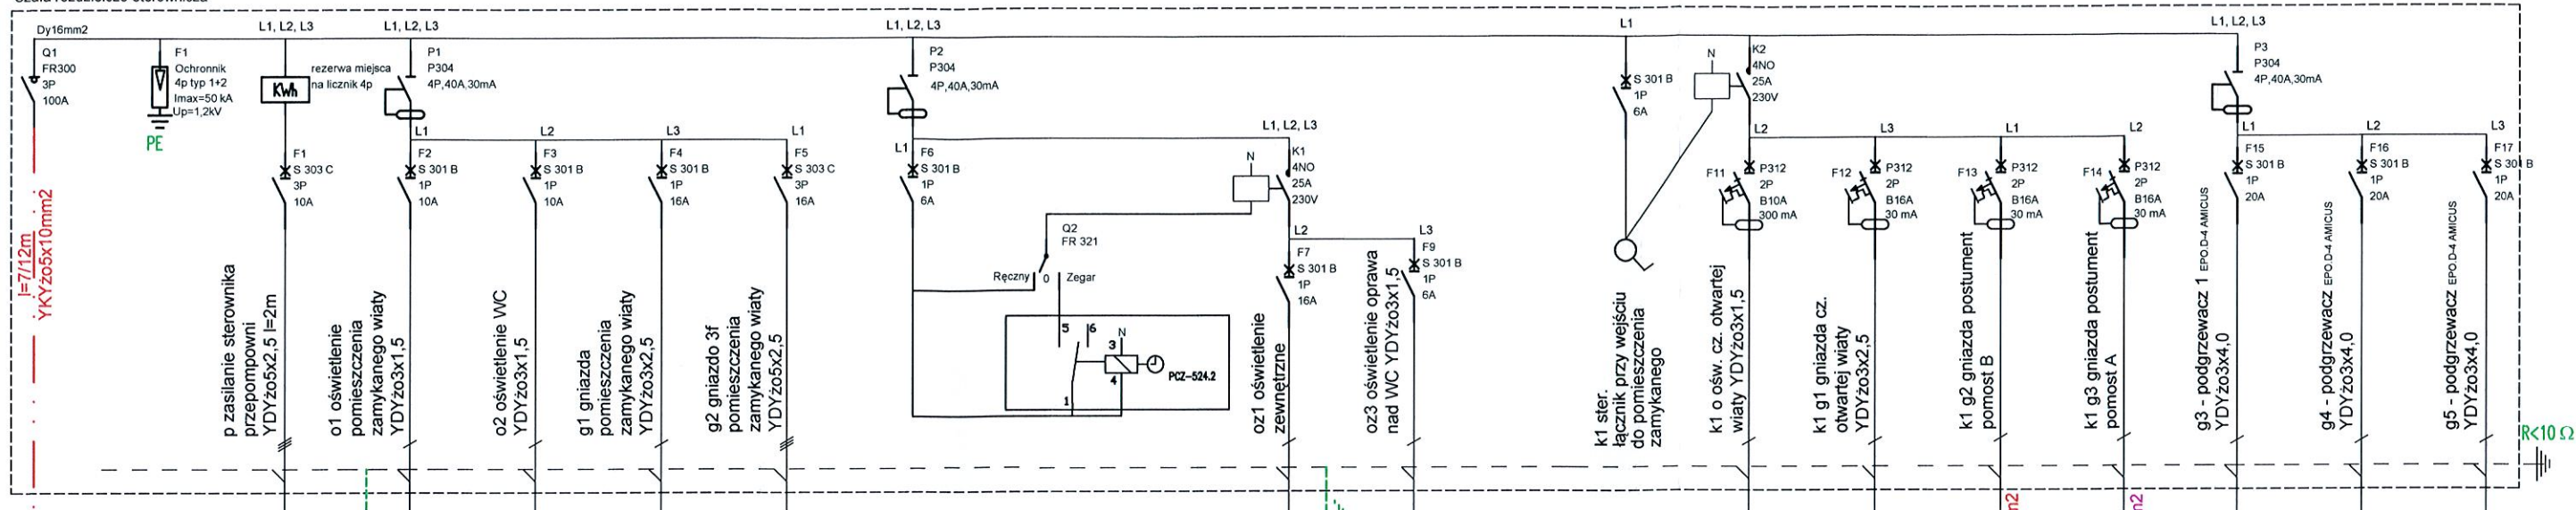 Dy16mm2
Q1
FR300
3P
100A
l=7/12m
YKYżo5x10mm2
F1
Ochronnik
4p typ 1+2
Imax=50 kA
Up=1,2kV
PE
L1, L2, L3
KWh
rezerwa miejsca
na licznik 4p
F1
S 303 C
3P
10A
p zasilanie sterownika
przepompowni
YDYżo5x2,5 l=2m
L1, L2, L3
P1
P304
4P,40A,30mA
L1
F2
S 301 B
1P
10A
o1 oświetlenie
pomieszczenia
zamykanego wiaty
YDYżo3x1,5
L2
F3
S 301 B
1P
10A
o2 oświetlenie WC
YDYżo3x1,5
L3
F4
S 301 B
1P
16A
g1 gniazda
pomieszczenia
zamykanego wiaty
YDYżo3x2,5
L1
F5
S 303 C
3P
16A
g2 gniazdo 3f
pomieszczenia
zamykanego wiaty
YDYżo5x2,5
L1, L2, L3
P2
P304
4P,40A,30mA
L1
F6
S 301 B
1P
6A
Q2
FR 321
Ręczny
0
Zegar
5
6
N
3
4
1
PCZ-524.2
L1, L2, L3
N
K1
4NO
25A
230V
L2
F7
S 301 B
1P
16A
oz1 oświetlenie
zewnętrzne
L3
F9
S 301 B
1P
6A
oz3 oświetlenie oprawa
nad WC YDYżo3x1,5
L1
S 301 B
1P
6A
k1 ster.
łącznik przy wejściu
do pomieszczenia
zamykanego
N
K2
4NO
25A
230V
L2
F11
P312
2P
B10A
300 mA
k1 o ośw. cz. otwartej
wiaty YDYżo3x1,5
L3
F12
P312
2P
B16A
30 mA
k1 g1 gniazda cz.
otwartej wiaty
YDYżo3x2,5
L1
F13
P312
2P
B16A
30 mA
k1 g2 gniazda postument
pomost B
L2
F14
P312
2P
B16A
30 mA
k1 g3 gniazda postument
pomost A
L1, L2, L3
P3
P304
4P,40A,30mA
L1
F15
S 301 B
1P
20A
g3 - podgrzewacz 1 EPO.D-4 AMICUS
YDYżo3x4,0
L2
F16
S 301 B
1P
20A
g4 - podgrzewacz EPO.D-4 AMICUS
YDYżo3x4,0
L3
F17
S 301 B
1P
20A
g5 - podgrzewacz EPO.D-4 AMICUS
YDYżo3x4,0
R<10 Ω